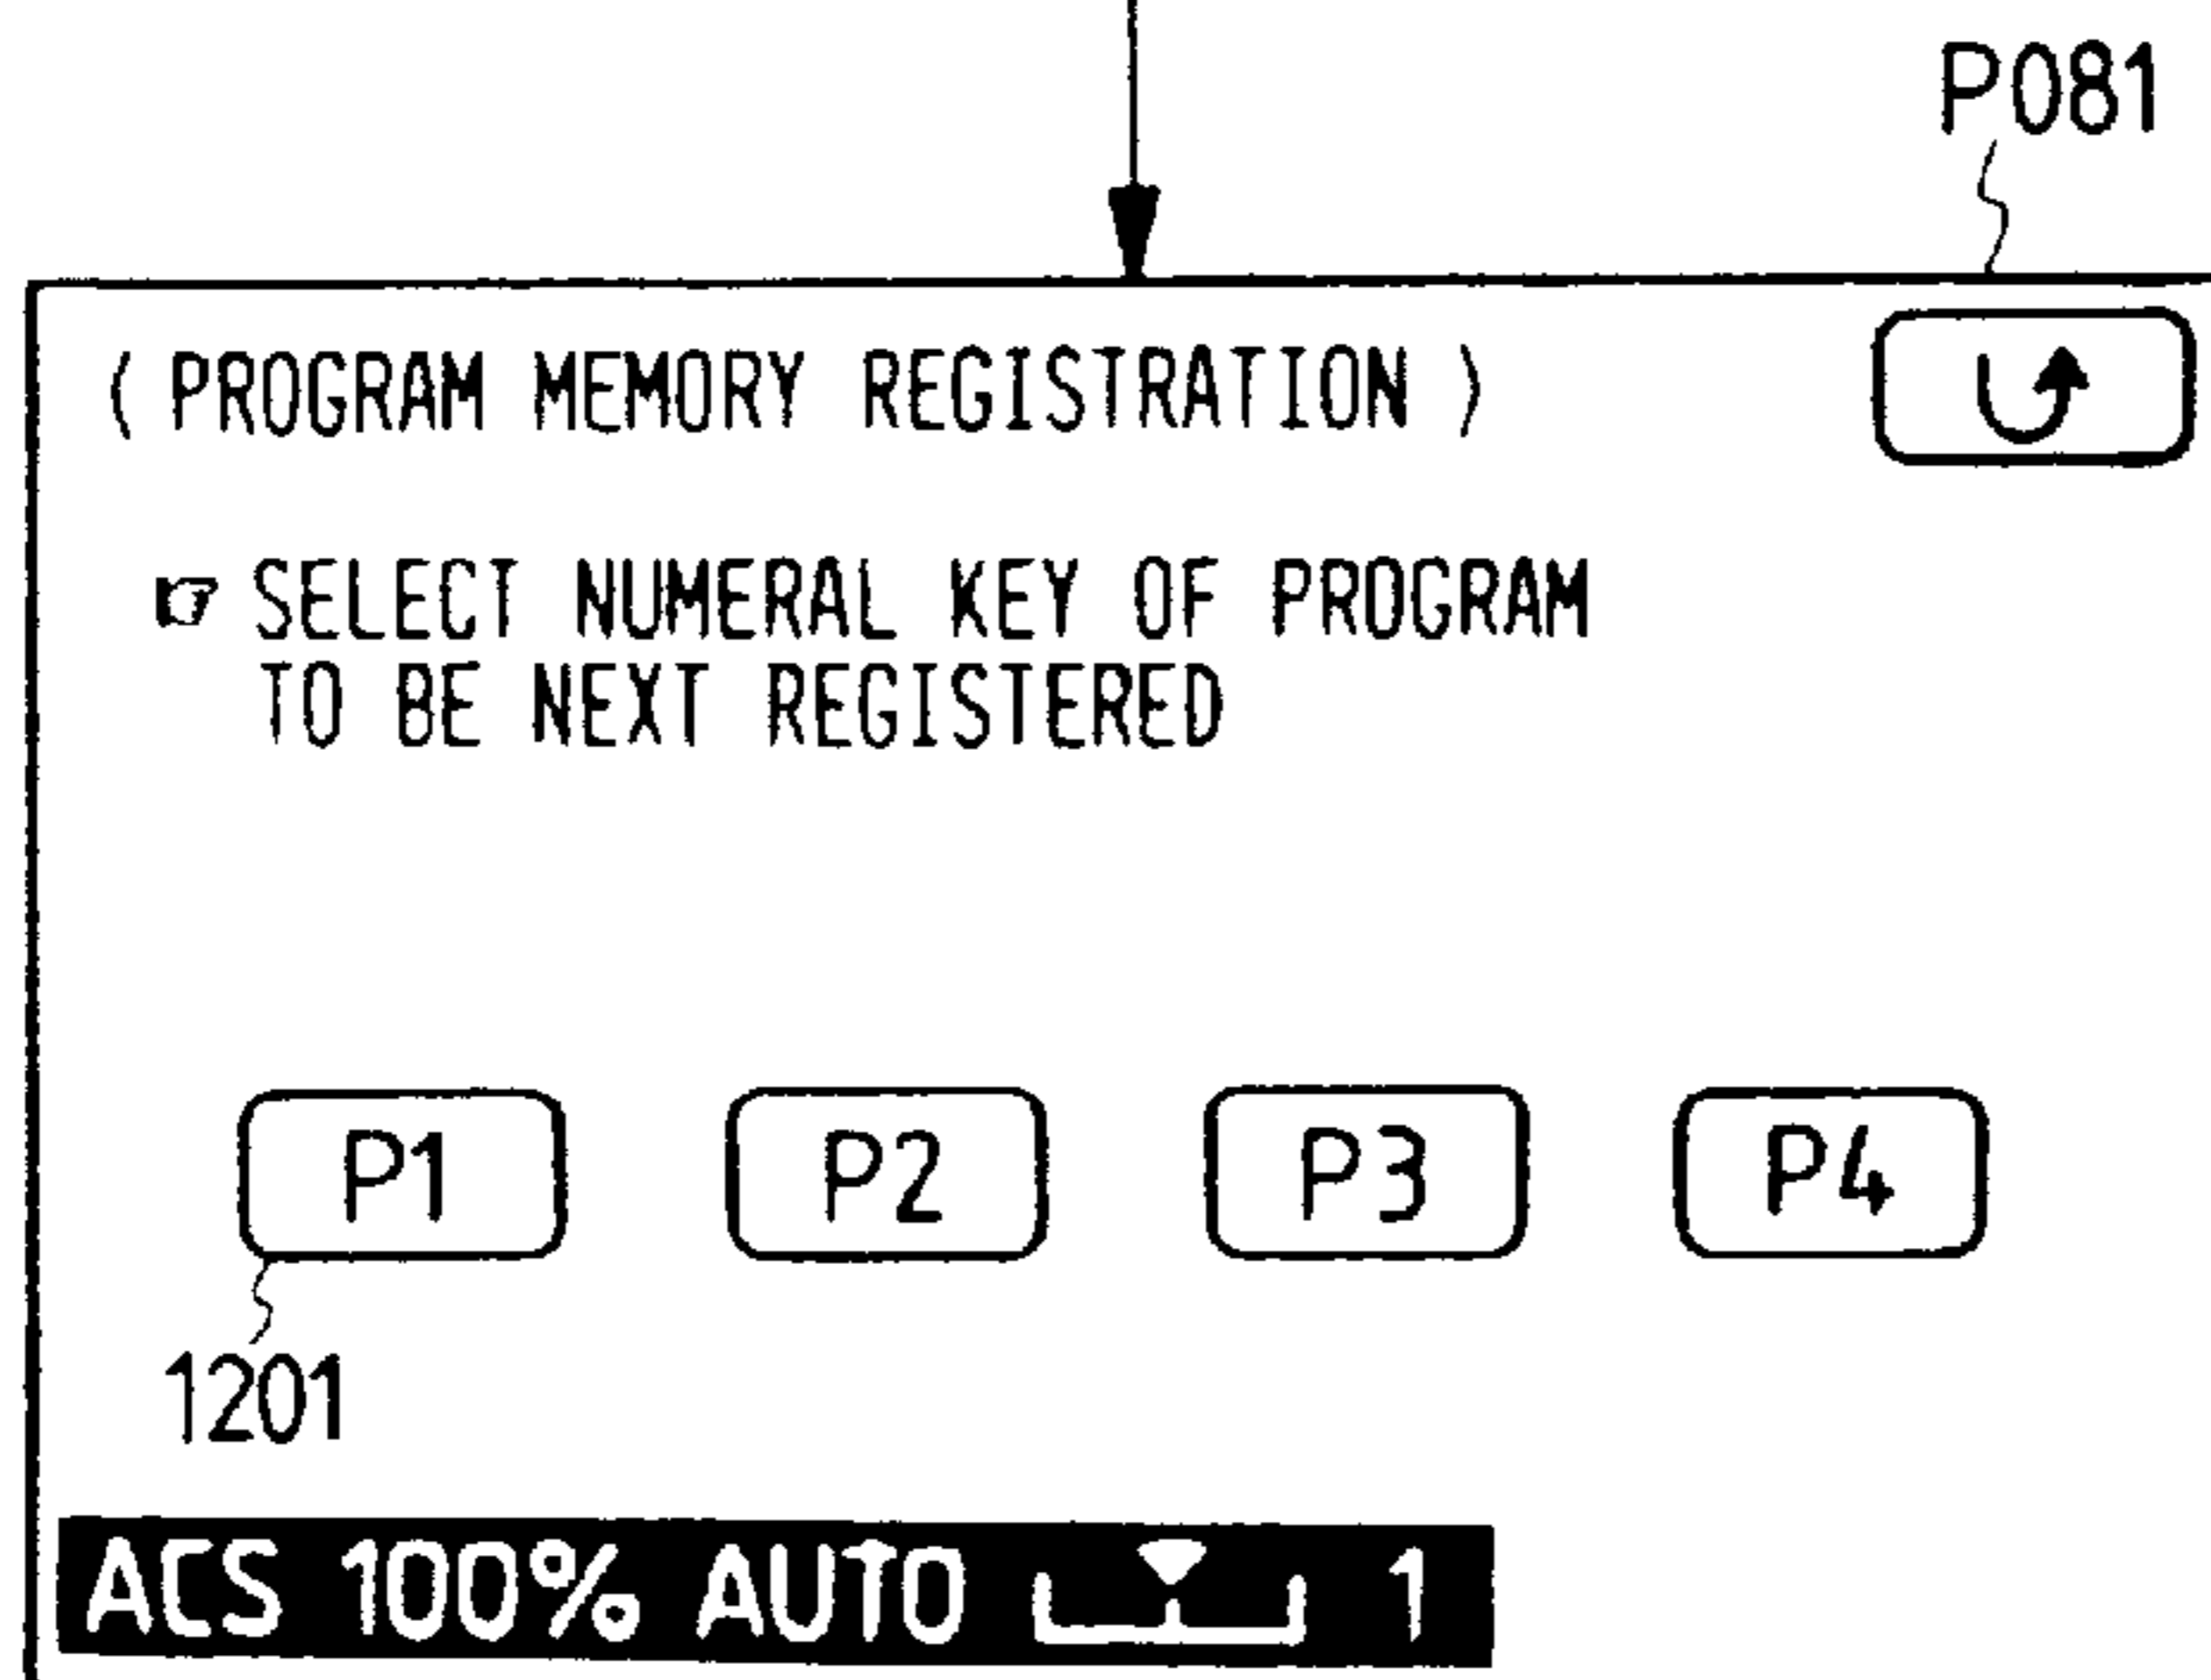 P081
( PROGRAM MEMORY REGISTRATION )
☞ SELECT NUMERAL KEY OF PROGRAM
TO BE NEXT REGISTERED
P1 P2 P3 P4
1201
ACS 100% AUTO 1